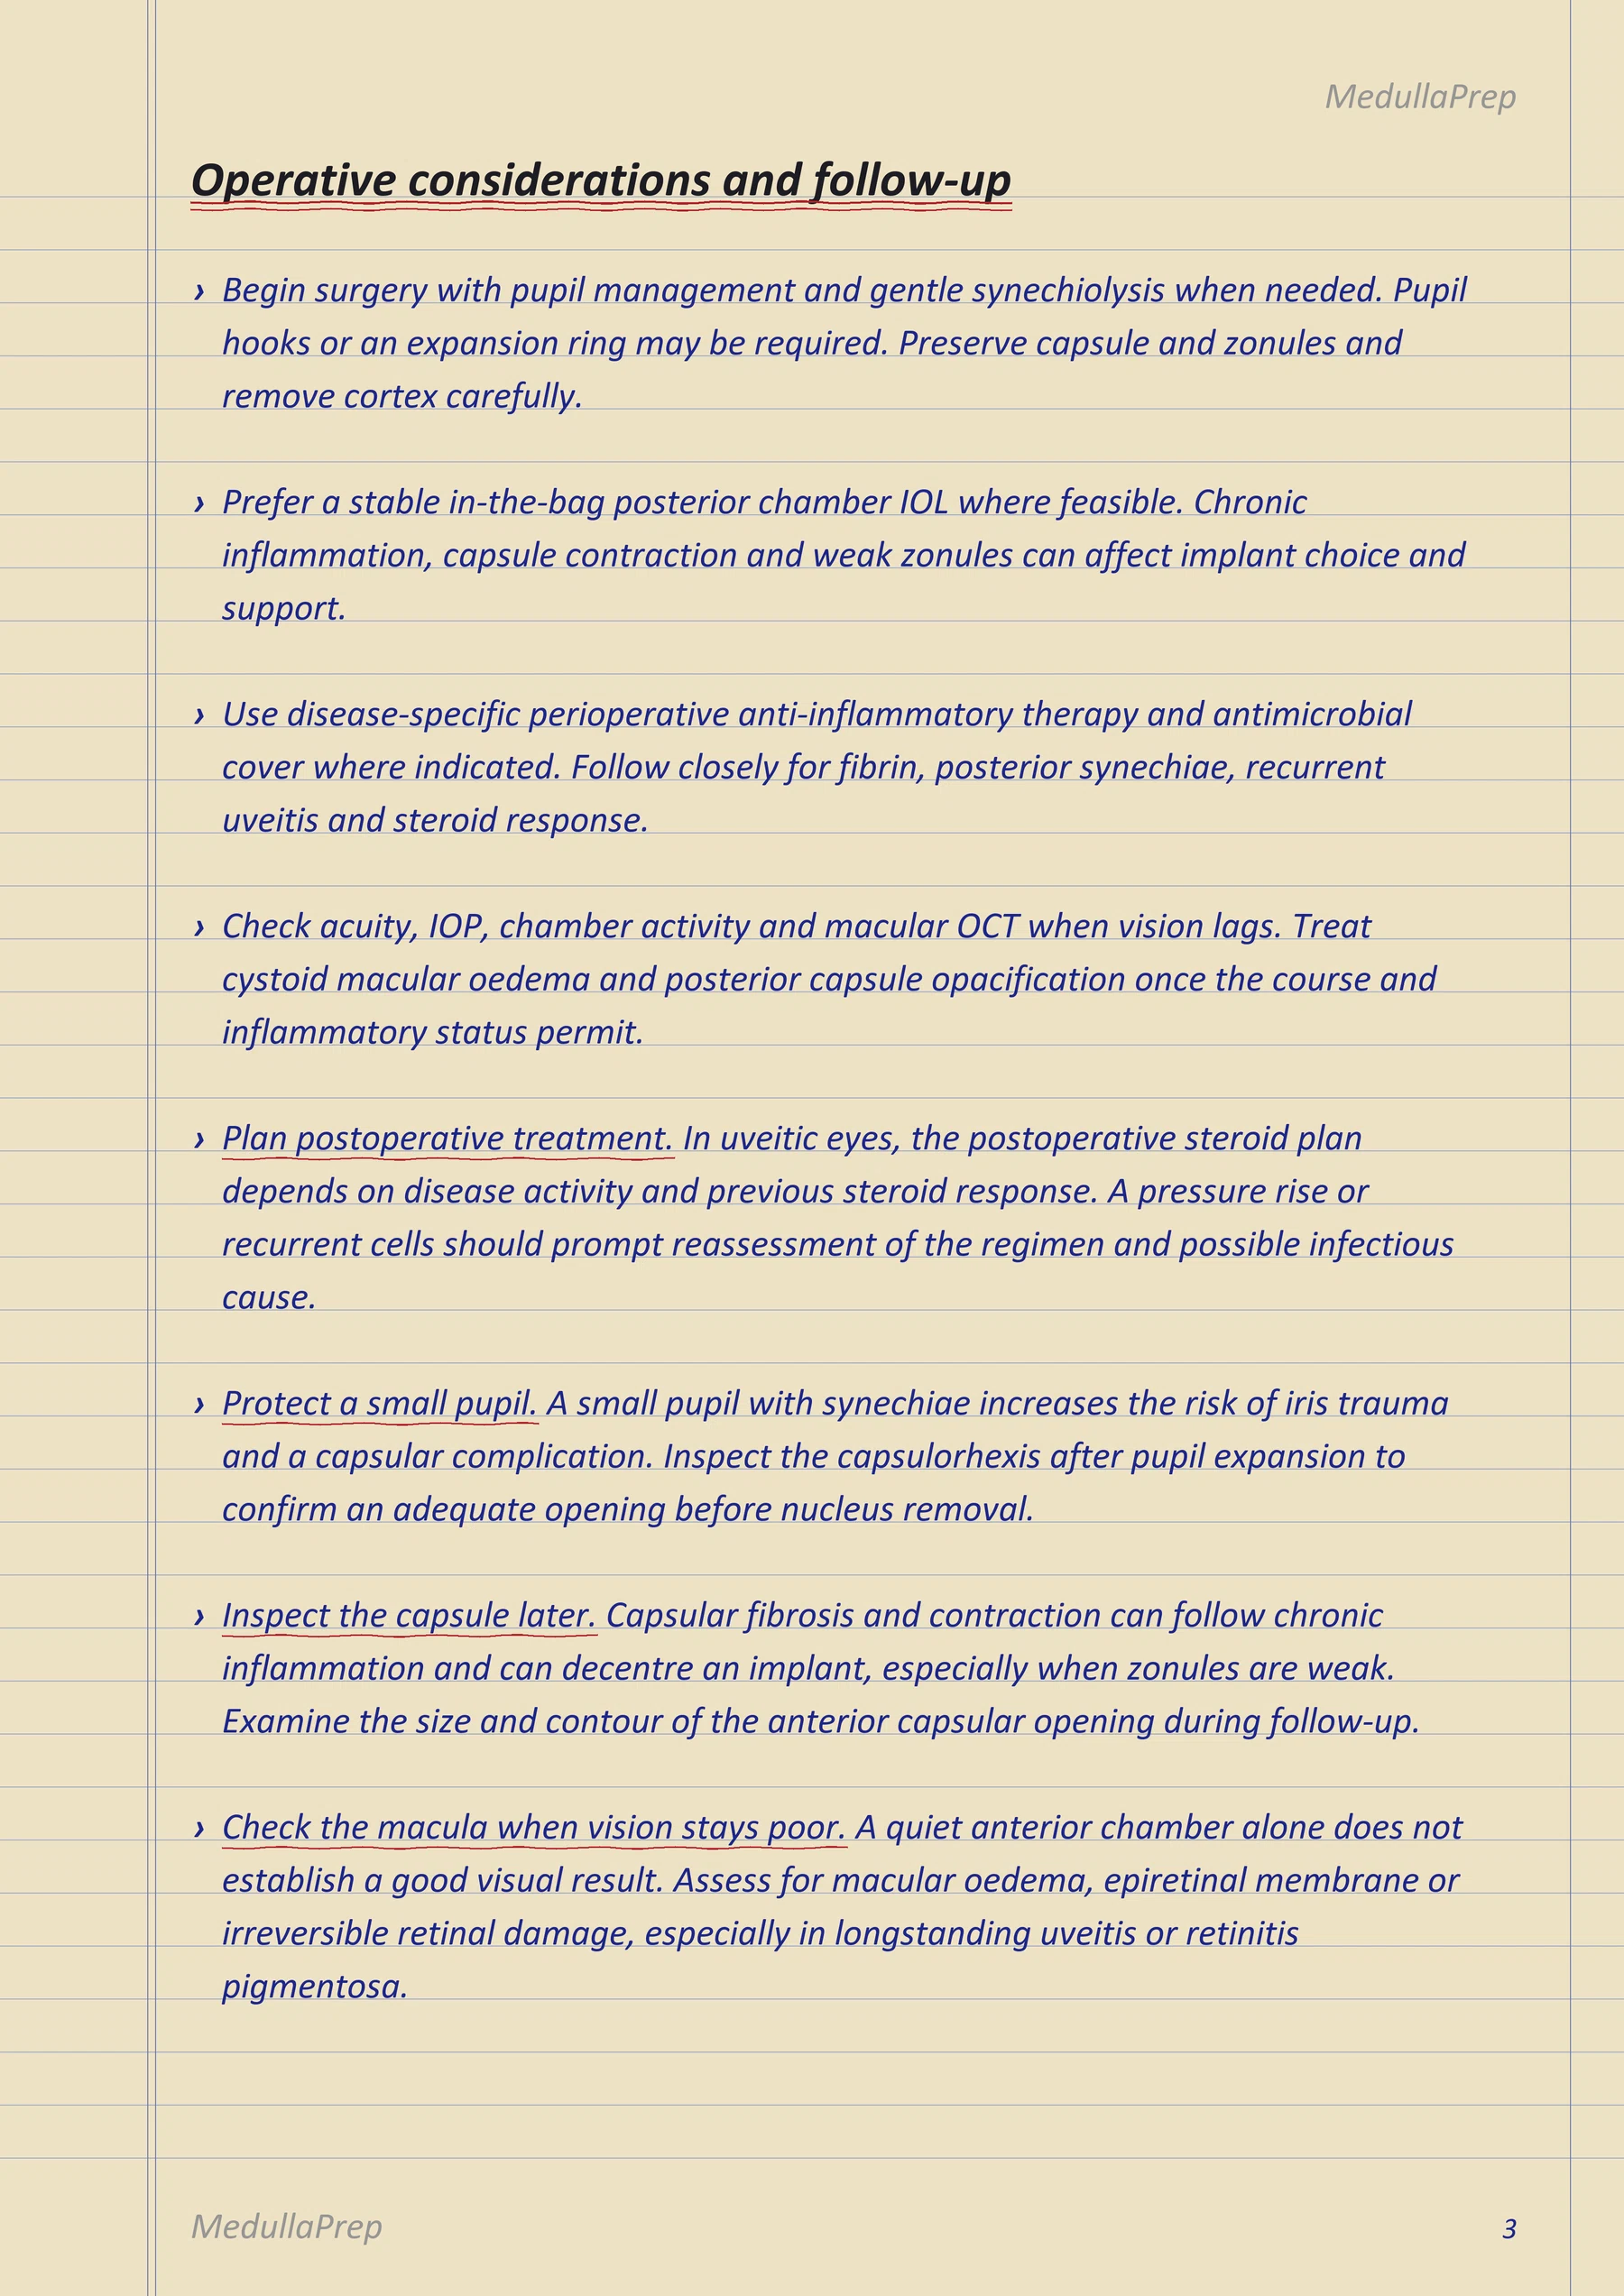 MedullaPrep
Operative considerations and follow-up
› Begin surgery with pupil management and gentle synechiolysis when needed. Pupil
hooks or an expansion ring may be required. Preserve capsule and zonules and
remove cortex carefully.
› Prefer a stable in-the-bag posterior chamber IOL where feasible. Chronic
inflammation, capsule contraction and weak zonules can affect implant choice and
support.
› Use disease-specific perioperative anti-inflammatory therapy and antimicrobial
cover where indicated. Follow closely for fibrin, posterior synechiae, recurrent
uveitis and steroid response.
› Check acuity, IOP, chamber activity and macular OCT when vision lags. Treat
cystoid macular oedema and posterior capsule opacification once the course and
inflammatory status permit.
› Plan postoperative treatment. In uveitic eyes, the postoperative steroid plan
depends on disease activity and previous steroid response. A pressure rise or
recurrent cells should prompt reassessment of the regimen and possible infectious
cause.
› Protect a small pupil. A small pupil with synechiae increases the risk of iris trauma
and a capsular complication. Inspect the capsulorhexis after pupil expansion to
confirm an adequate opening before nucleus removal.
› Inspect the capsule later. Capsular fibrosis and contraction can follow chronic
inflammation and can decentre an implant, especially when zonules are weak.
Examine the size and contour of the anterior capsular opening during follow-up.
› Check the macula when vision stays poor. A quiet anterior chamber alone does not
establish a good visual result. Assess for macular oedema, epiretinal membrane or
irreversible retinal damage, especially in longstanding uveitis or retinitis
pigmentosa.
MedullaPrep
3